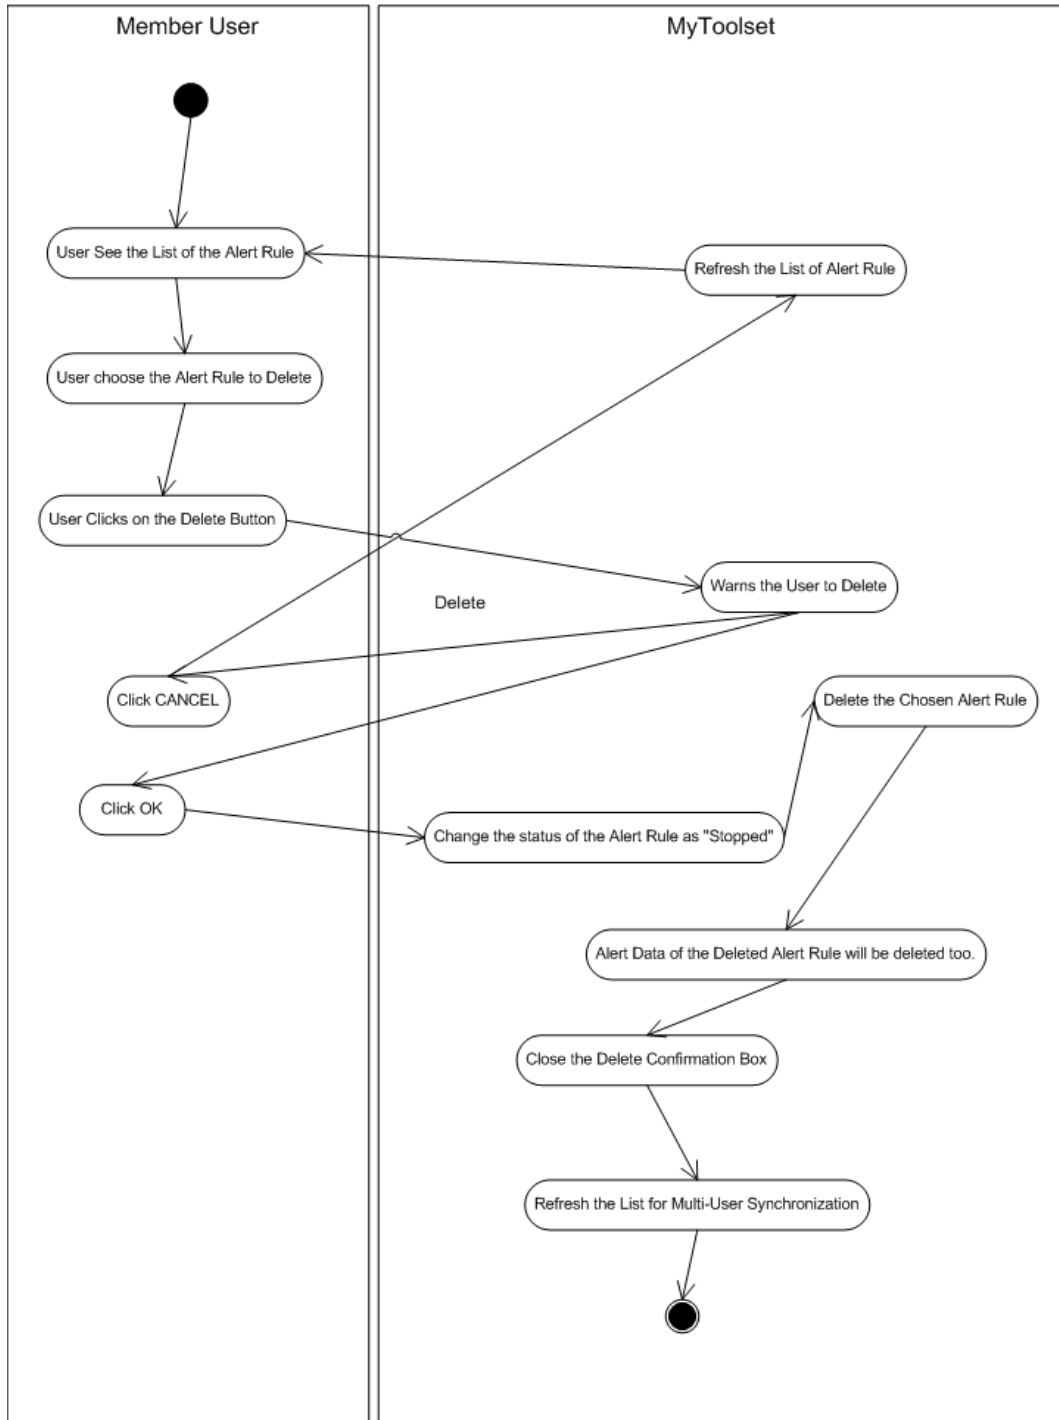 Member User
MyToolset
User See the List of the Alert Rule
Refresh the List of Alert Rule
User choose the Alert Rule to Delete
User Clicks on the Delete Button
Warns the User to Delete
Delete
Click CANCEL
Delete the Chosen Alert Rule
Click OK
Change the status of the Alert Rule as "Stopped"
Alert Data of the Deleted Alert Rule will be deleted too.
Close the Delete Confirmation Box
Refresh the List for Multi-User Synchronization